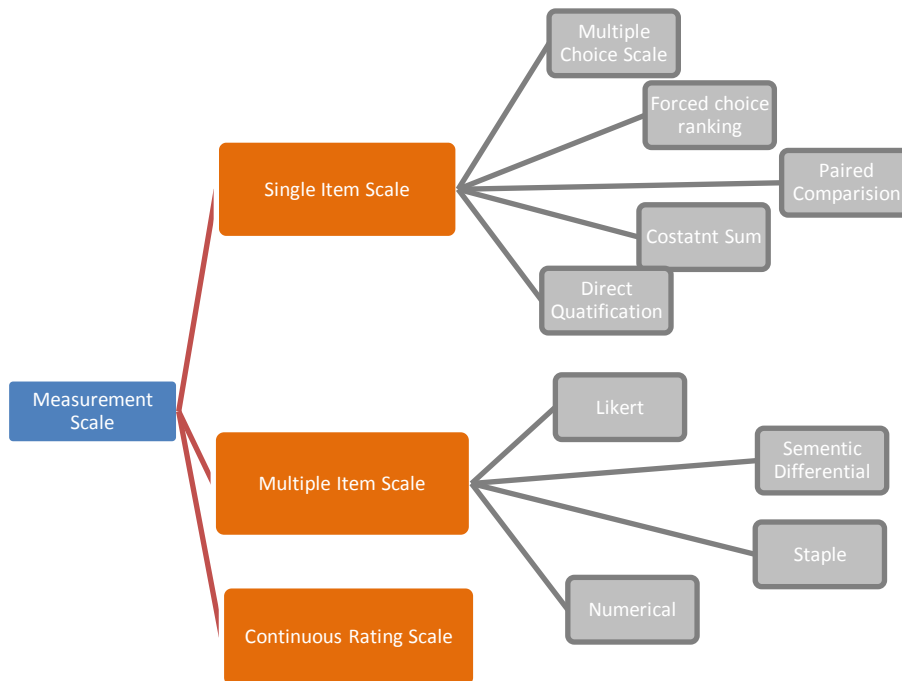 Multiple
Choice Scale
Forced choice
ranking
Paired
Comparision
Single Item Scale
Costatnt Sum
Direct
Quatification
Measurement
Scale
Likert
Sementic
Differential
Multiple Item Scale
Staple
Numerical
Continuous Rating Scale